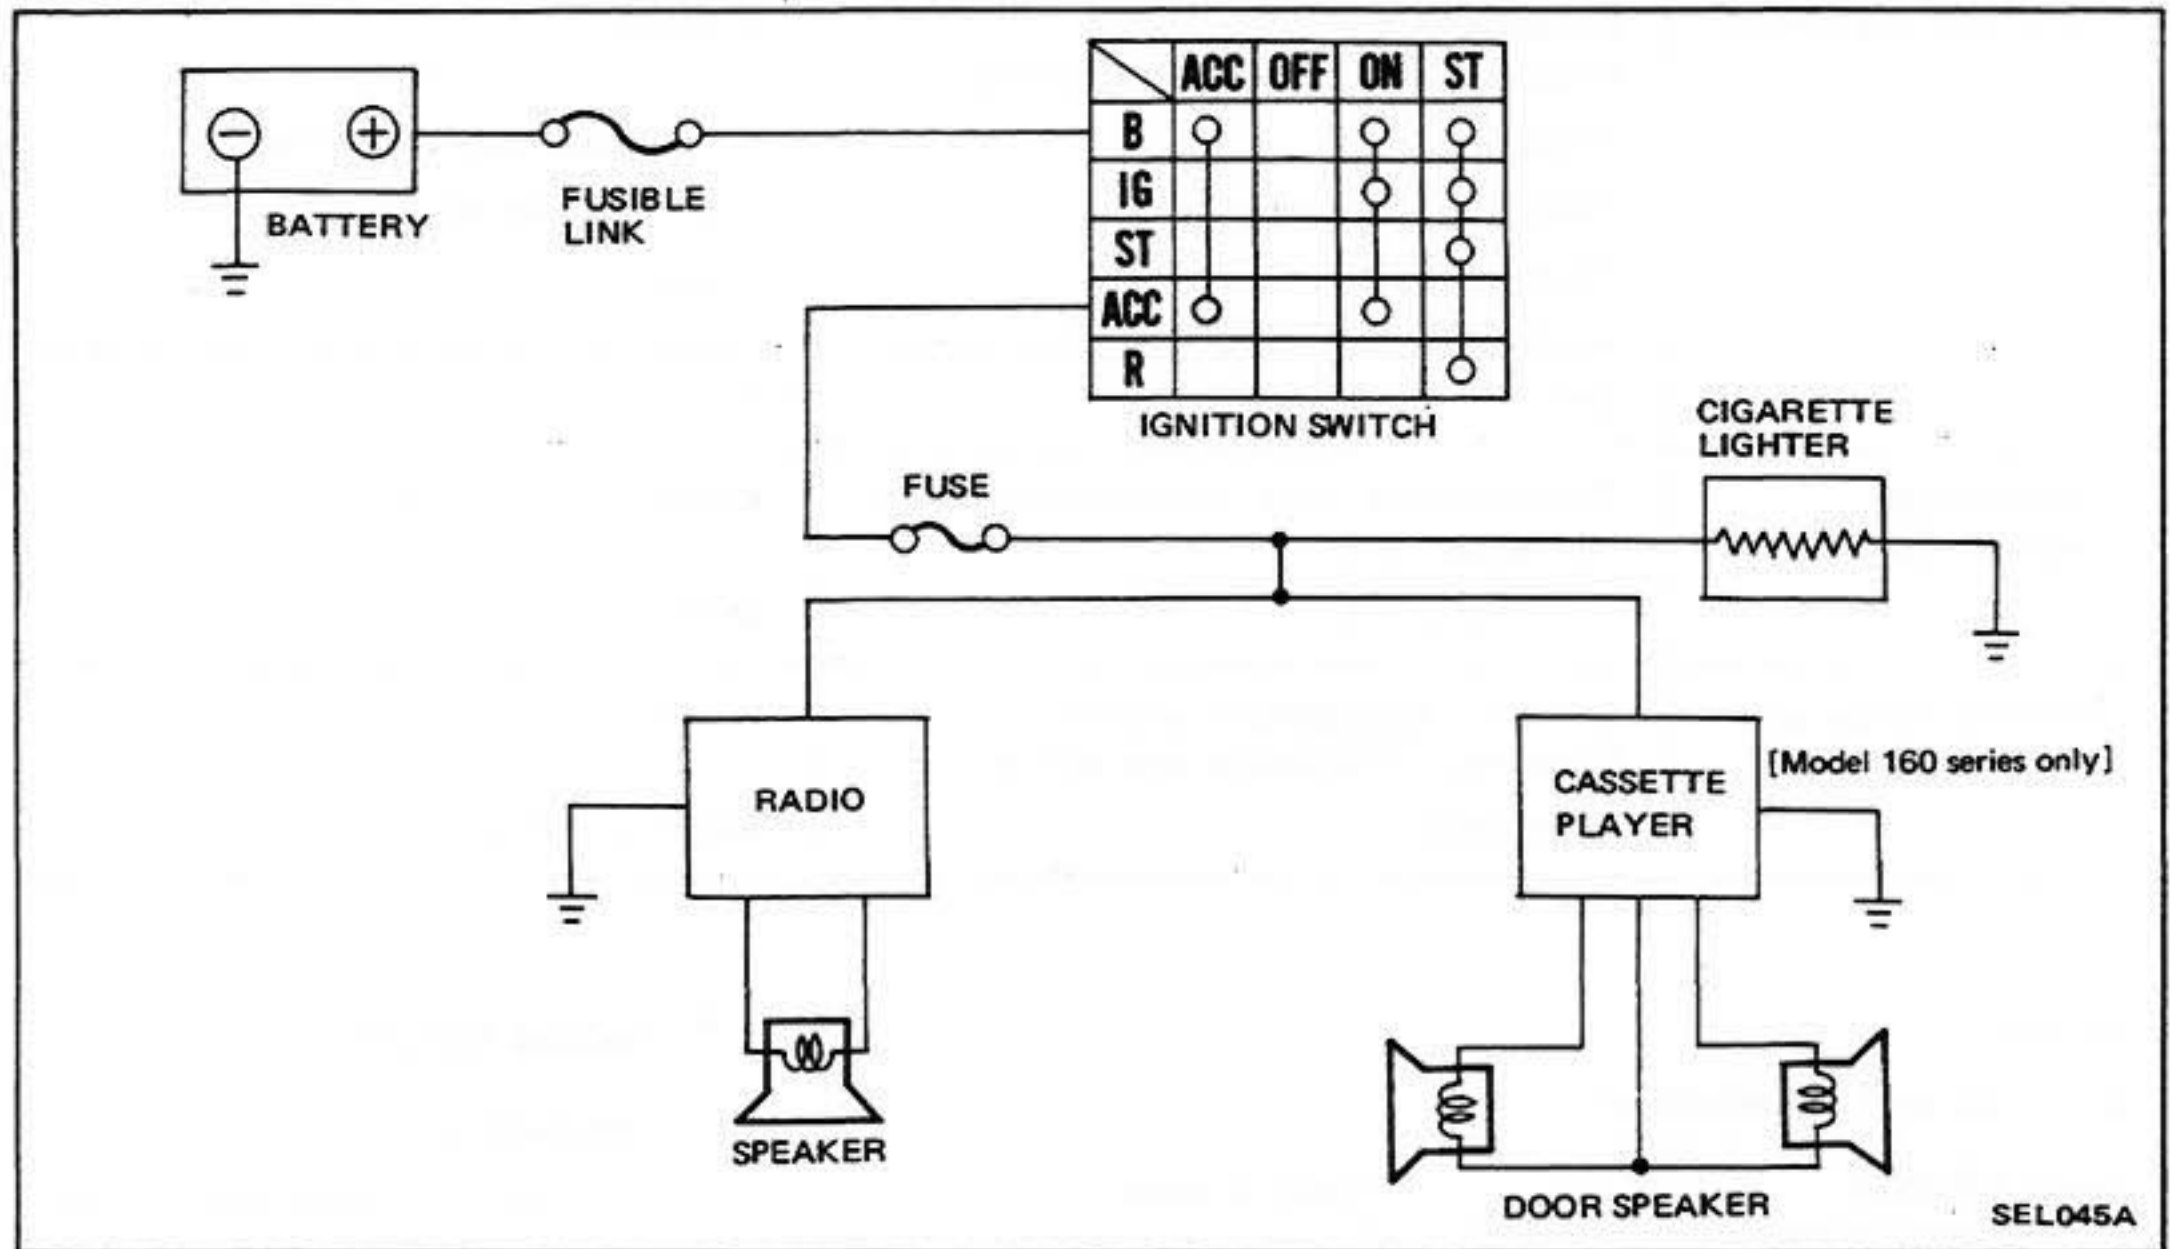 ACC OFF ON ST
B
IG
ST
ACC
R
IGNITION SWITCH
− +
BATTERY
FUSIBLE
LINK
FUSE
CIGARETTE
LIGHTER
RADIO
CASSETTE
PLAYER
[Model 160 series only]
SPEAKER
DOOR SPEAKER
SEL045A